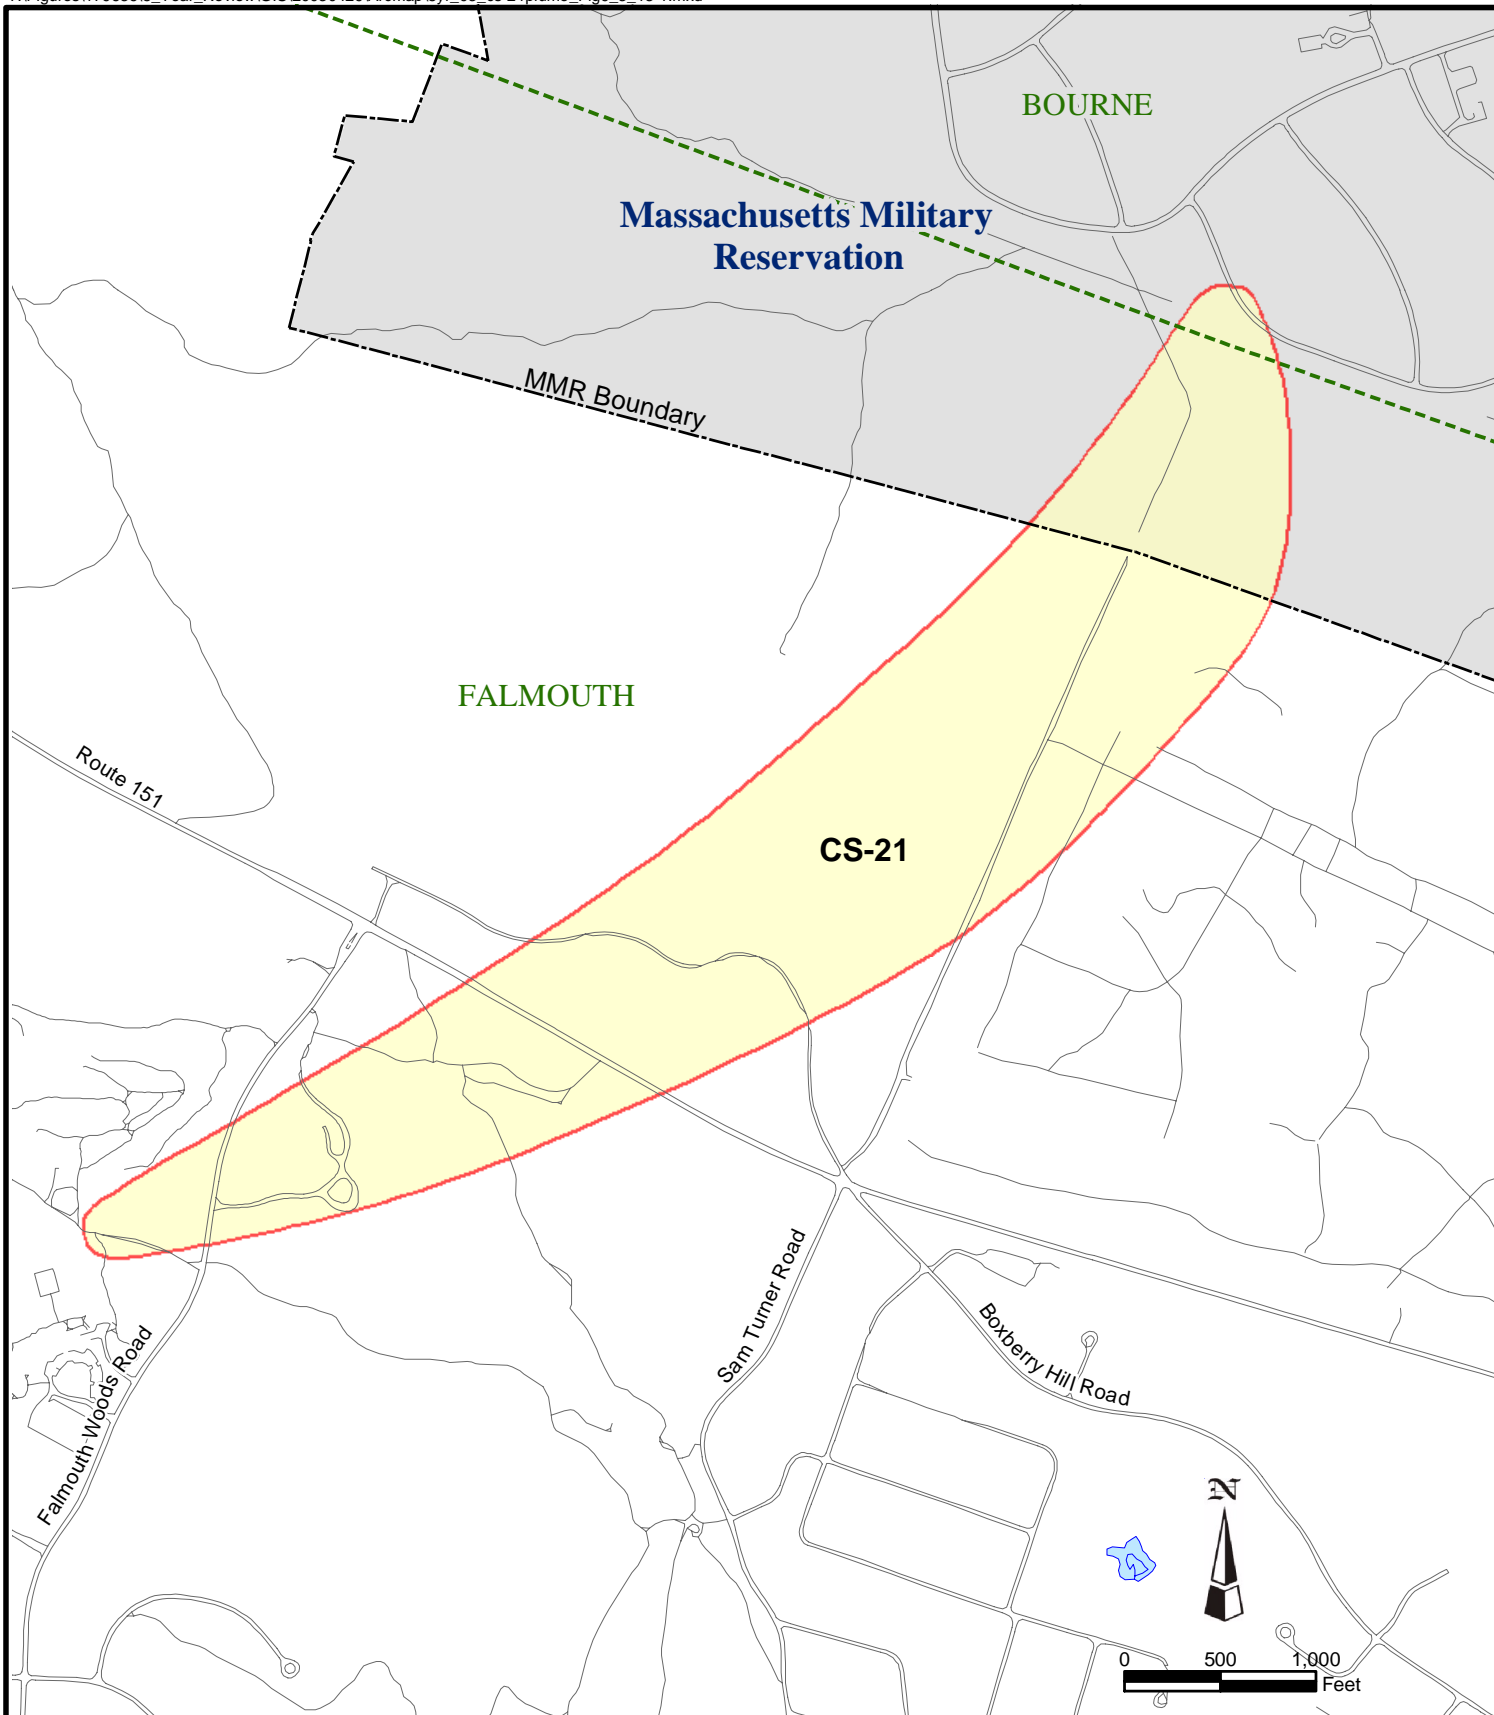 BOURNE
Massachusetts Military
Reservation
MMR Boundary
FALMOUTH
Route 151
CS-21
Sam Turner Road
Boxberry Hill Road
Falmouth Woods Road
N
0 500 1,000
Feet